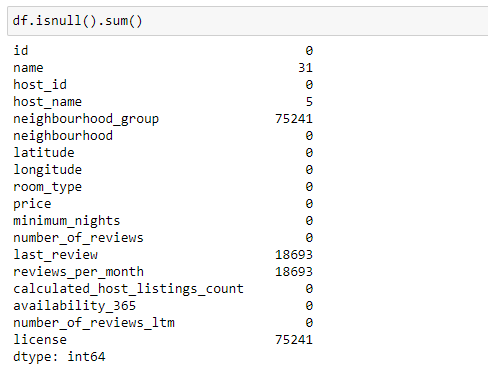 df.isnull().sum()
id 0
name 31
host_id 0
host_name 5
neighbourhood_group 75241
neighbourhood 0
latitude 0
longitude 0
room_type 0
price 0
minimum_nights 0
number_of_reviews 0
last_review 18693
reviews_per_month 18693
calculated_host_listings_count 0
availability_365 0
number_of_reviews_ltm 0
license 75241
dtype: int64